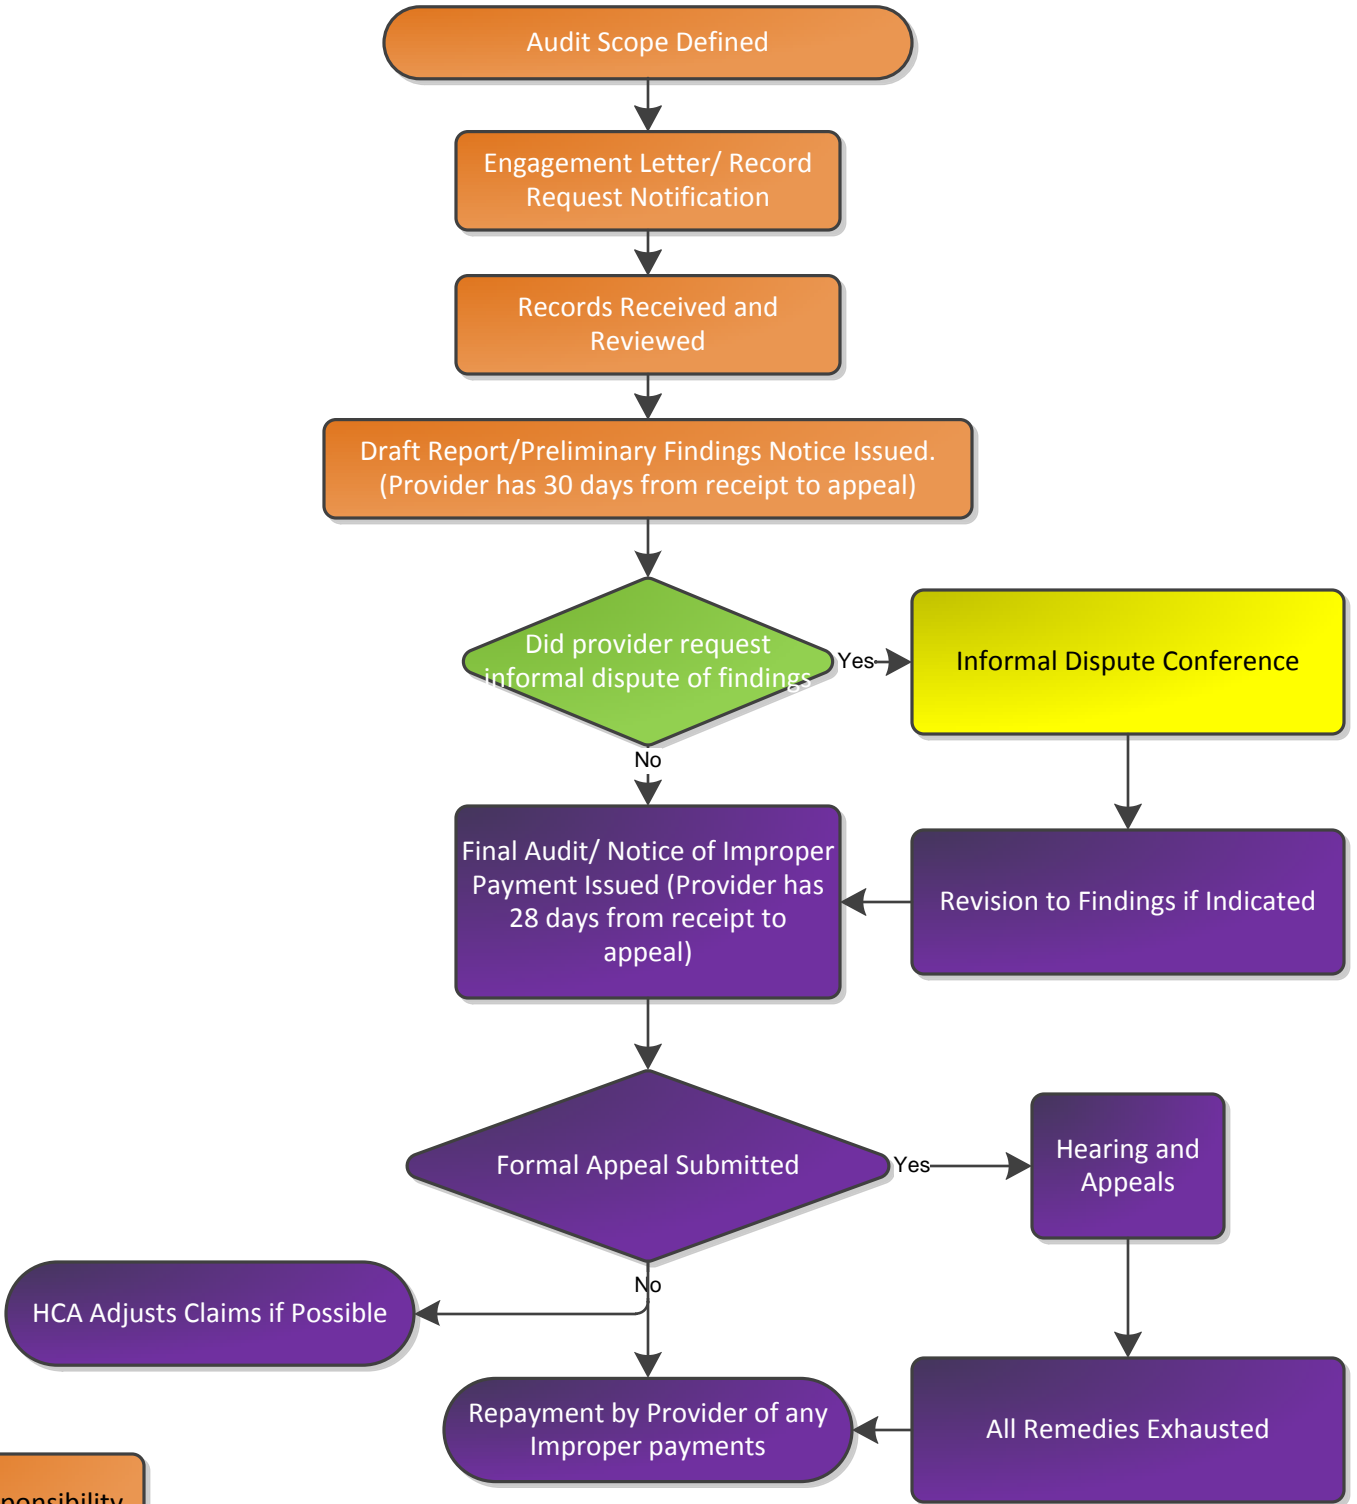 Audit Scope Defined
Engagement Letter/ Record
Request Notification
Records Received and
Reviewed
Draft Report/Preliminary Findings Notice Issued.
(Provider has 30 days from receipt to appeal)
Did provider request
informal dispute of findings
Yes
Informal Dispute Conference
No
Final Audit/ Notice of Improper
Payment Issued (Provider has
28 days from receipt to
appeal)
Revision to Findings if Indicated
Formal Appeal Submitted
Yes
Hearing and
Appeals
No
HCA Adjusts Claims if Possible
Repayment by Provider of any
Improper payments
All Remedies Exhausted